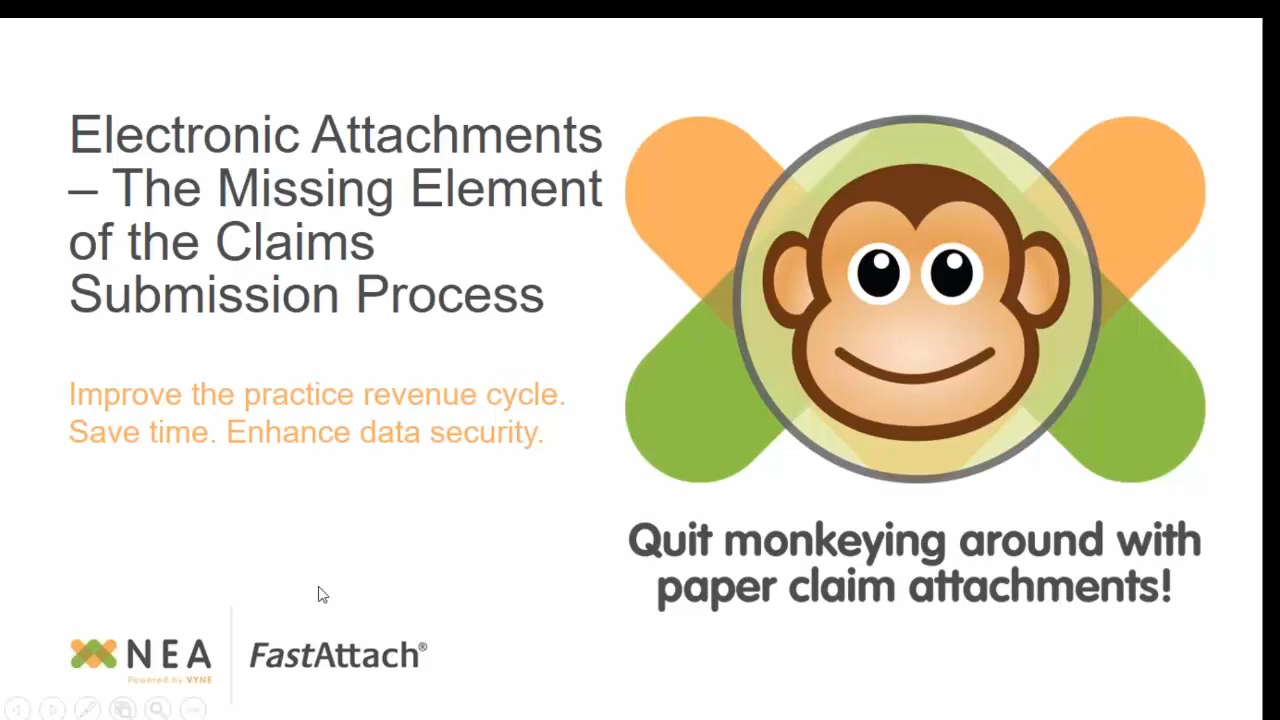 Electronic Attachments
– The Missing Element
of the Claims
Submission Process
Improve the practice revenue cycle.
Save time. Enhance data security.
Quit monkeying around with
paper claim attachments!
NEA
Powered by VYNE
FastAttach®